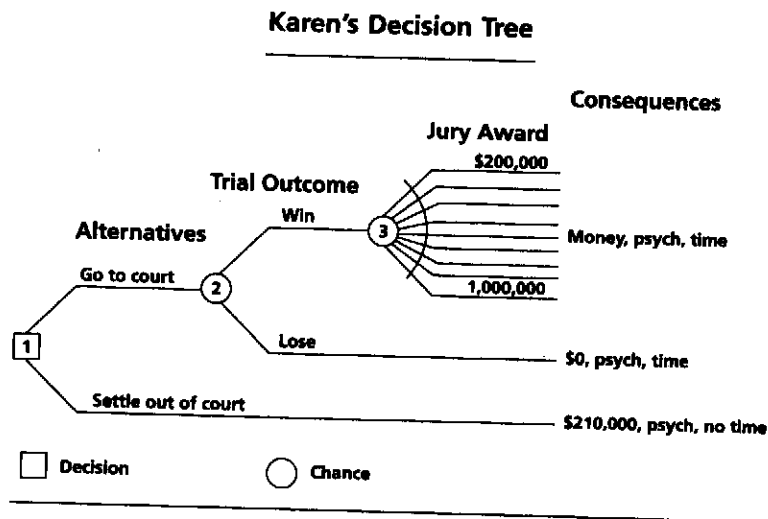 Karen's Decision Tree
Consequences
Jury Award
$200,000
Trial Outcome
Win
3
Money, psych, time
Alternatives
Go to court
2
1,000,000
1
Lose
$0, psych, time
Settle out of court
$210,000, psych, no time
Decision
Chance